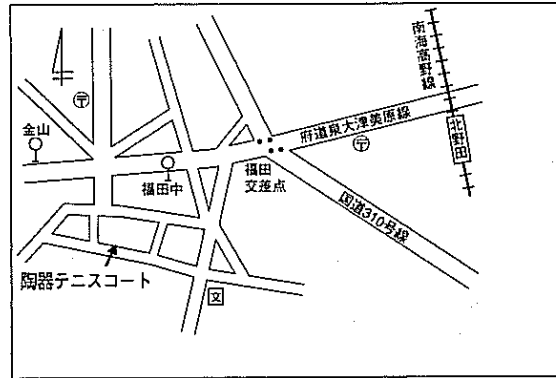 南海高野線
北野田
府道泉大津美原線
〒
〒
金山
福田中
福田
交差点
国道310号線
陶器テニスコート
文